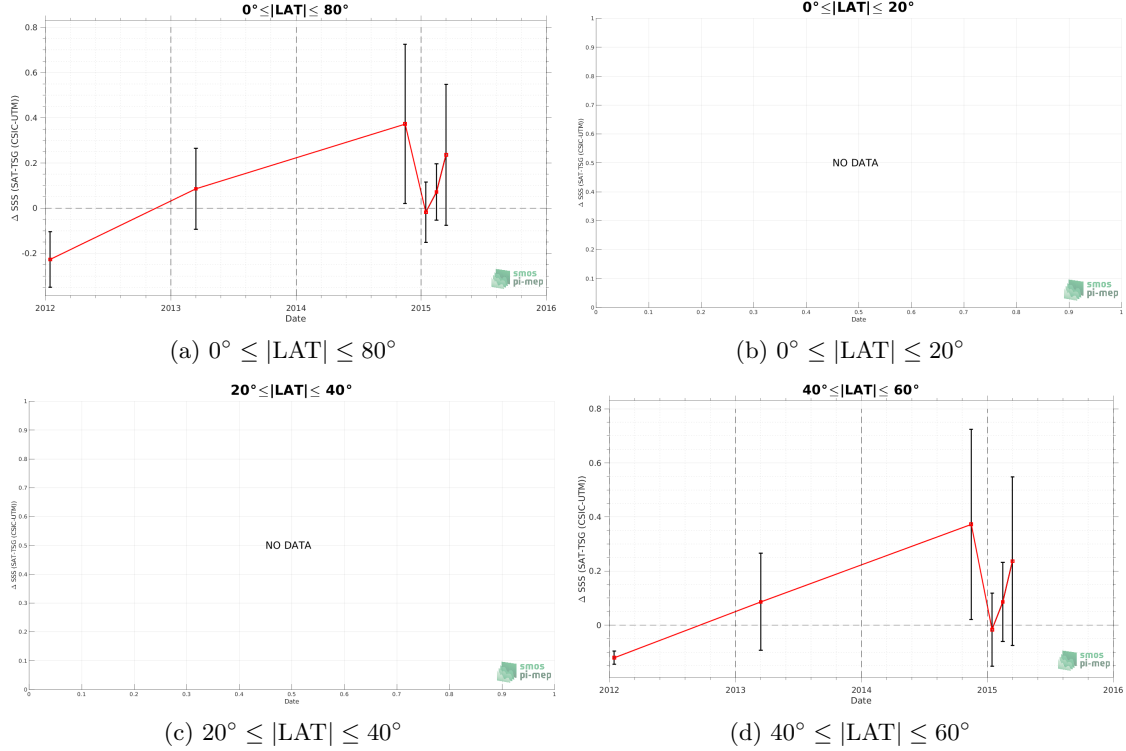 0°≤|LAT|≤ 80°
Δ SSS (SAT-TSG (CSIC-UTM))
0.8
0.6
0.4
0.2
0
-0.2
2012
2013
2014
2015
2016
Date
smos
pi-mep
(a) 0° ≤ |LAT| ≤ 80°
0°≤|LAT|≤ 20°
Δ SSS (SAT-TSG (CSIC-UTM))
1
0.9
0.8
0.7
0.6
0.5
0.4
0.3
0.2
0.1
0
NO DATA
0
0.1
0.2
0.3
0.4
0.5
0.6
0.7
0.8
0.9
1
Date
smos
pi-mep
(b) 0° ≤ |LAT| ≤ 20°
20°≤|LAT|≤ 40°
Δ SSS (SAT-TSG (CSIC-UTM))
1
0.9
0.8
0.7
0.6
0.5
0.4
0.3
0.2
0.1
0
NO DATA
0
0.1
0.2
0.3
0.4
0.5
0.6
0.7
0.8
0.9
1
Date
smos
pi-mep
(c) 20° ≤ |LAT| ≤ 40°
40°≤|LAT|≤ 60°
Δ SSS (SAT-TSG (CSIC-UTM))
0.8
0.6
0.4
0.2
0
2012
2013
2014
2015
2016
Date
smos
pi-mep
(d) 40° ≤ |LAT| ≤ 60°